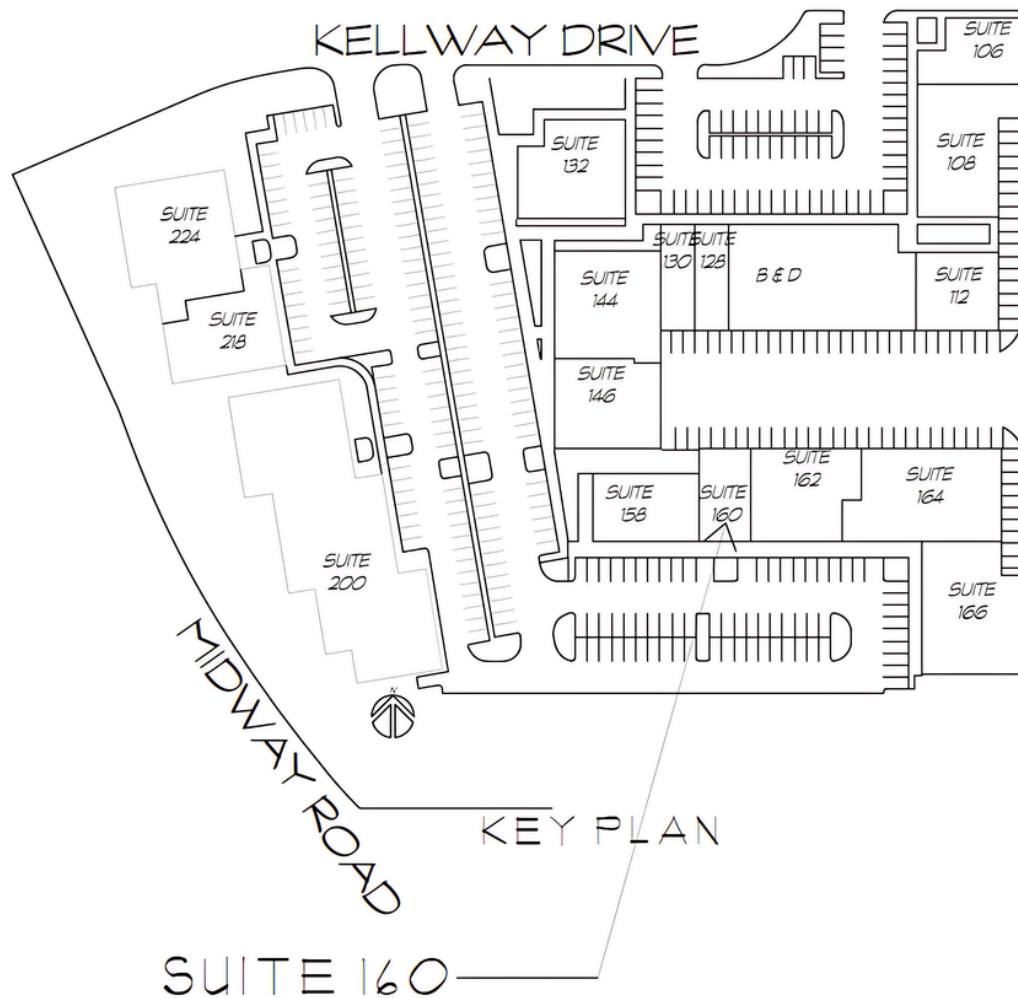 KELLWAY DRIVE
SUITE
106
SUITE
132
SUITE
108
SUITE
224
SUITE
130
SUITE
128
B & D
SUITE
144
SUITE
112
SUITE
218
SUITE
146
SUITE
162
SUITE
164
SUITE
158
SUITE
160
SUITE
200
SUITE
166
N
MIDWAY ROAD
KEY PLAN
SUITE 160